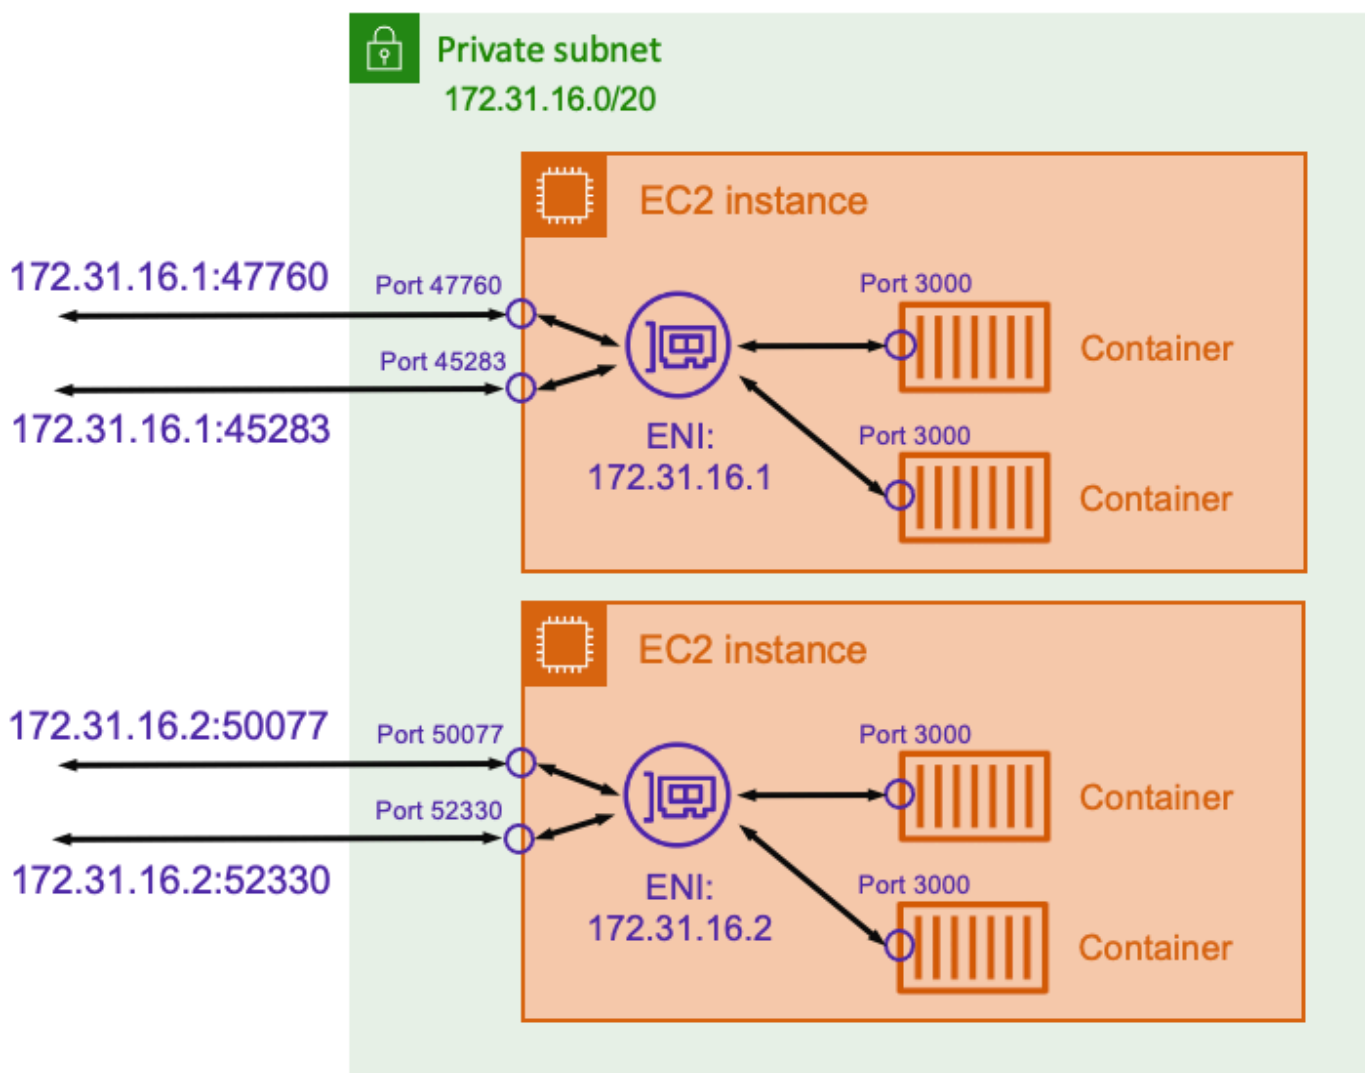 Private subnet
172.31.16.0/20
EC2 instance
172.31.16.1:47760
Port 47760
Port 3000
Container
Port 45283
172.31.16.1:45283
ENI:
172.31.16.1
Port 3000
Container
EC2 instance
172.31.16.2:50077
Port 50077
Port 3000
Container
Port 52330
172.31.16.2:52330
ENI:
172.31.16.2
Port 3000
Container